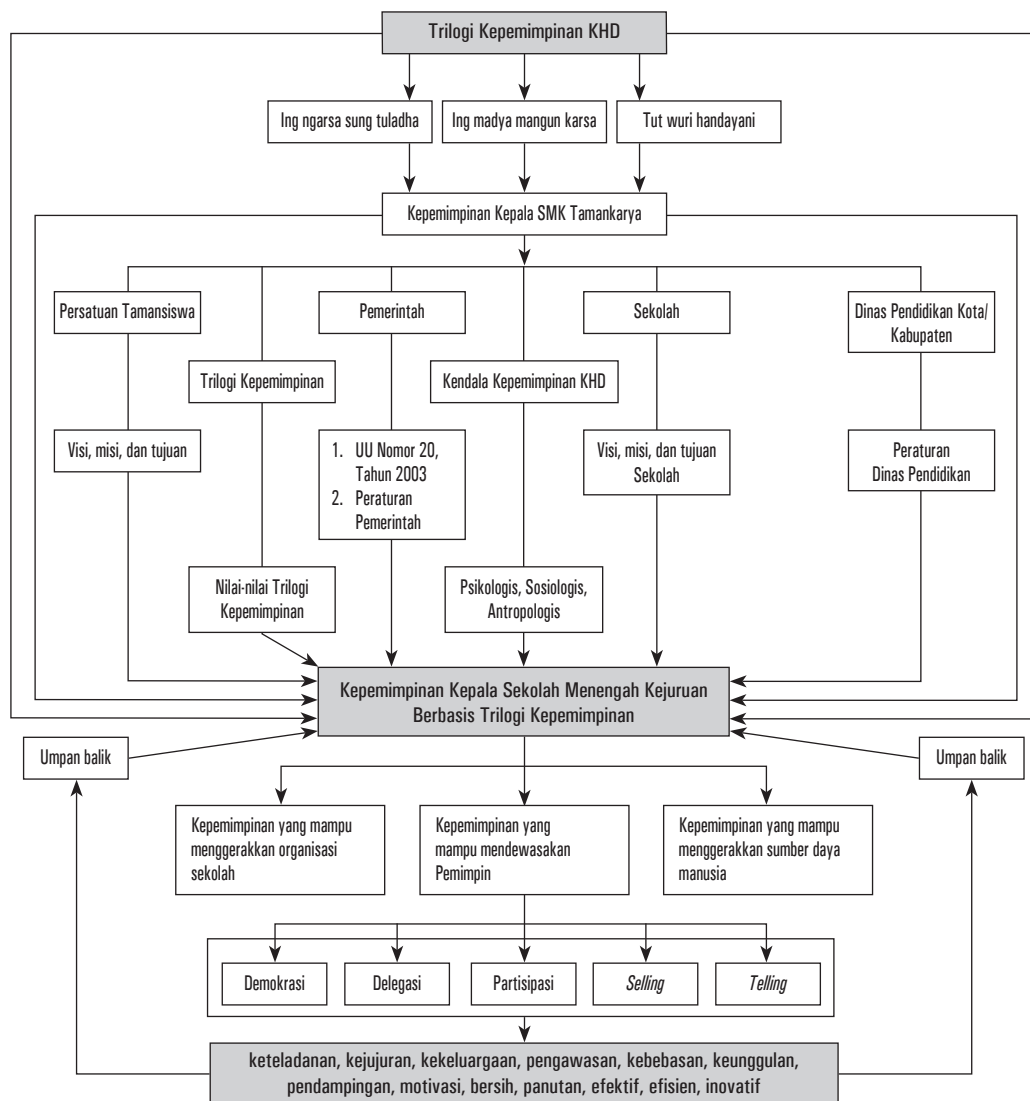 Trilogi Kepemimpinan KHD
Ing ngarsa sung tuladha
Ing madya mangun karsa
Tut wuri handayani
Kepemimpinan Kepala SMK Tamankarya
Persatuan Tamansiswa
Pemerintah
Sekolah
Dinas Pendidikan Kota/
Kabupaten
Trilogi Kepemimpinan
Kendala Kepemimpinan KHD
Visi, misi, dan tujuan
1. UU Nomor 20,
Tahun 2003
2. Peraturan
Pemerintah
Visi, misi, dan tujuan
Sekolah
Peraturan
Dinas Pendidikan
Nilai-nilai Trilogi
Kepemimpinan
Psikologis, Sosiologis,
Antropologis
Kepemimpinan Kepala Sekolah Menengah Kejuruan
Berbasis Trilogi Kepemimpinan
Umpan balik
Umpan balik
Kepemimpinan yang mampu
menggerakkan organisasi
sekolah
Kepemimpinan yang
mampu mendewasakan
Pemimpin
Kepemimpinan yang mampu
menggerakkan sumber daya
manusia
Demokrasi
Delegasi
Partisipasi
Selling
Telling
keteladanan, kejujuran, kekeluargaan, pengawasan, kebebasan, keunggulan,
pendampingan, motivasi, bersih, panutan, efektif, efisien, inovatif